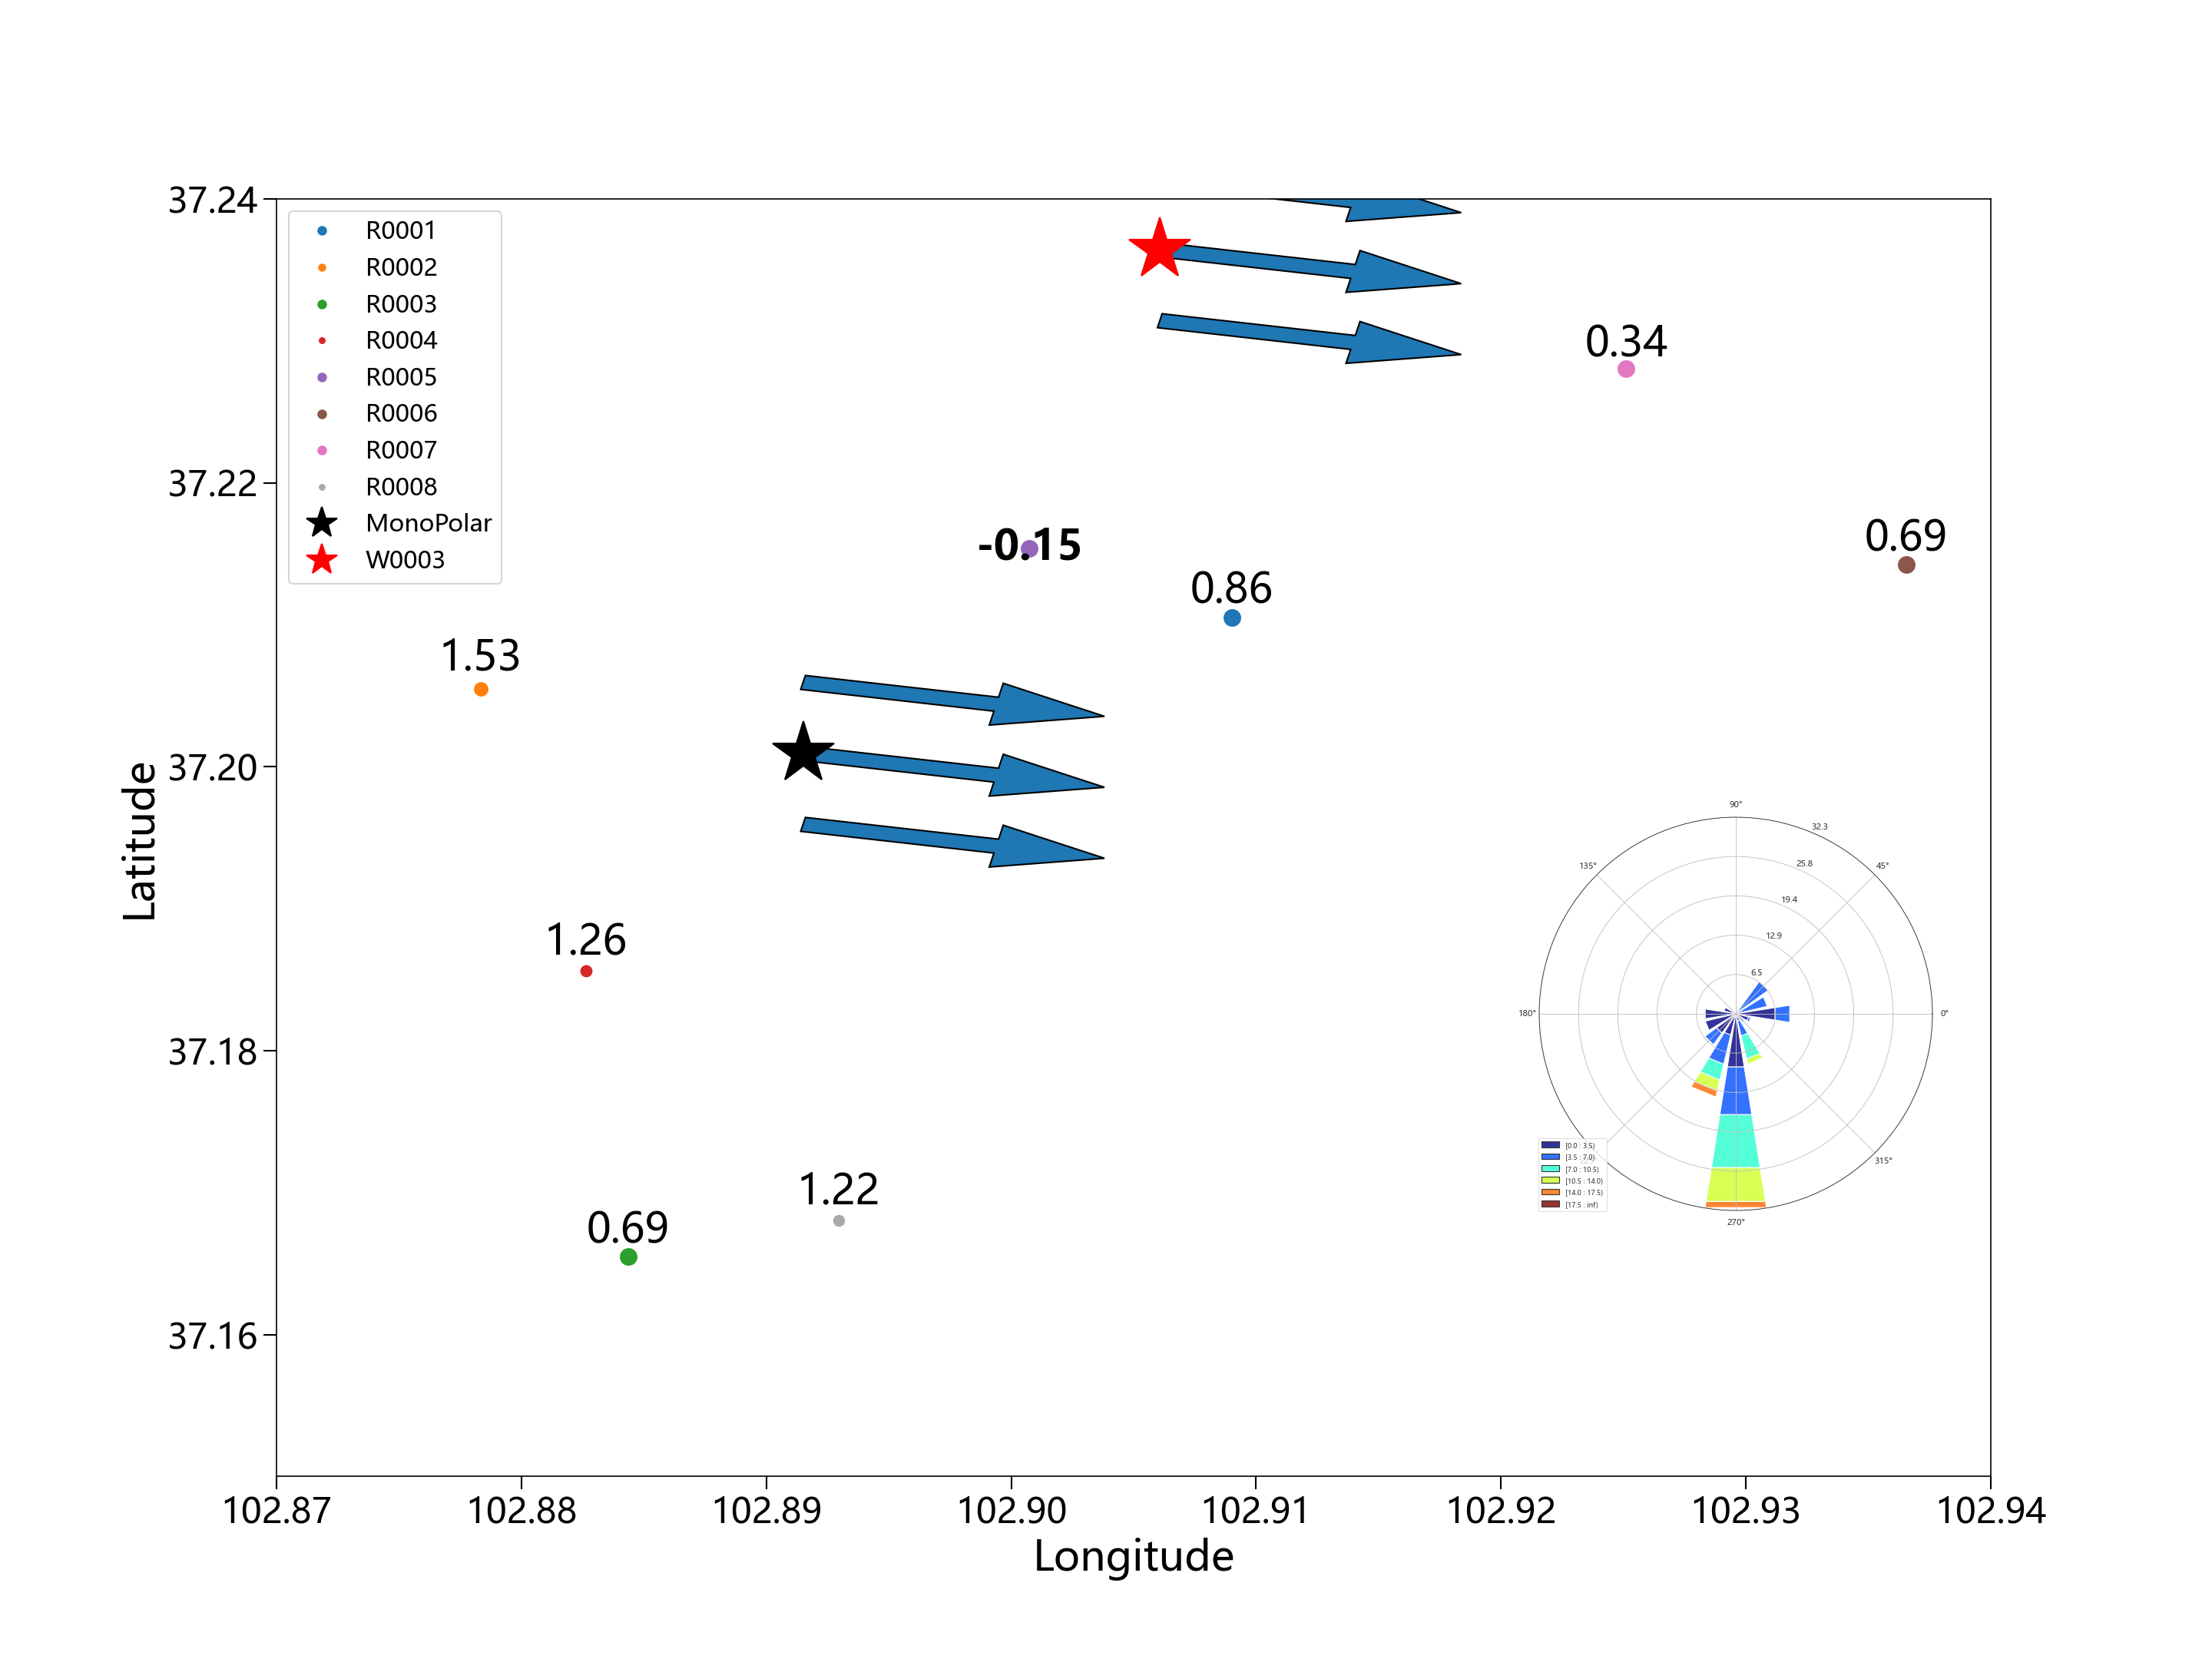 37.24
37.22
37.20
37.18
37.16
Latitude
R0001
R0002
R0003
R0004
R0005
R0006
R0007
R0008
MonoPolar
W0003
0.34
-0.15
0.69
0.86
1.53
1.26
1.22
0.69
90°
32.3
25.8
135°
45°
19.4
12.9
6.5
180°
0°
315°
270°
[0.0 : 3.5)
[3.5 : 7.0)
[7.0 : 10.5)
[10.5 : 14.0)
[14.0 : 17.5)
[17.5 : inf)
102.87 102.88 102.89 102.90 102.91 102.92 102.93 102.94
Longitude